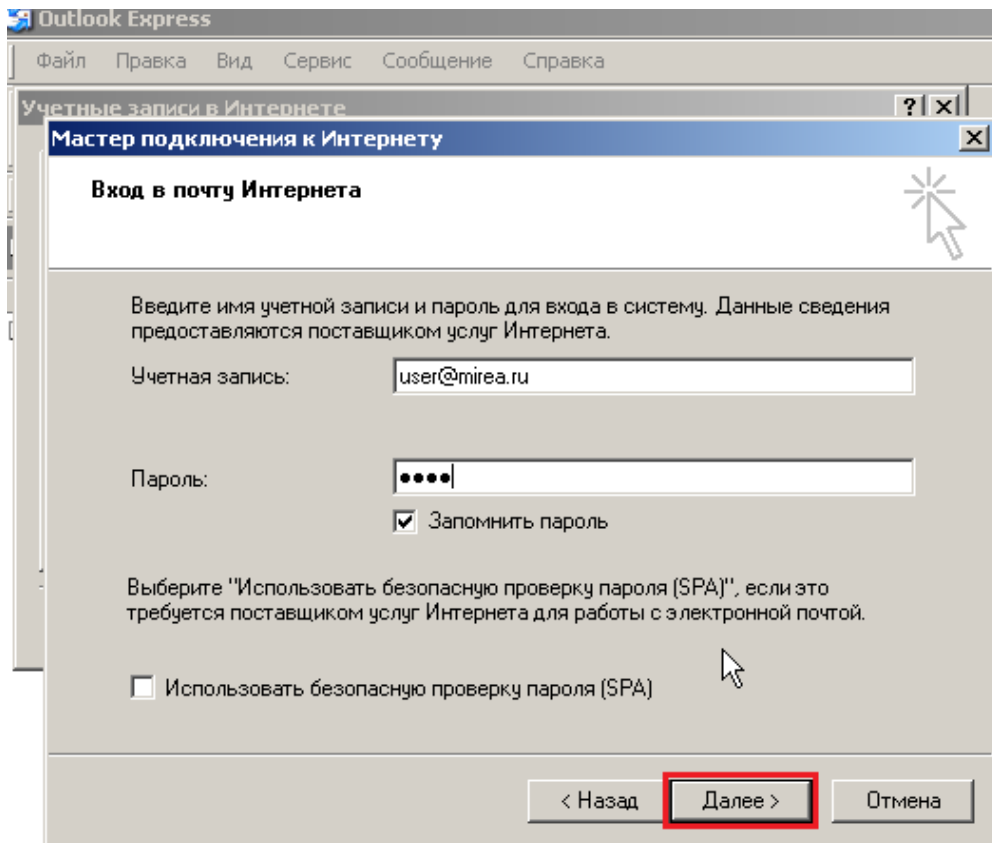 Outlook Express
Файл Правка Вид Сервис Сообщение Справка
Учетные записи в Интернете
Мастер подключения к Интернету
Вход в почту Интернета
Введите имя учетной записи и пароль для входа в систему. Данные сведения
предоставляются поставщиком услуг Интернета.
Учетная запись: user@mirea.ru
Пароль: ●●●●
Запомнить пароль
Выберите "Использовать безопасную проверку пароля (SPA)", если это
требуется поставщиком услуг Интернета для работы с электронной почтой.
Использовать безопасную проверку пароля (SPA)
< Назад Далее > Отмена